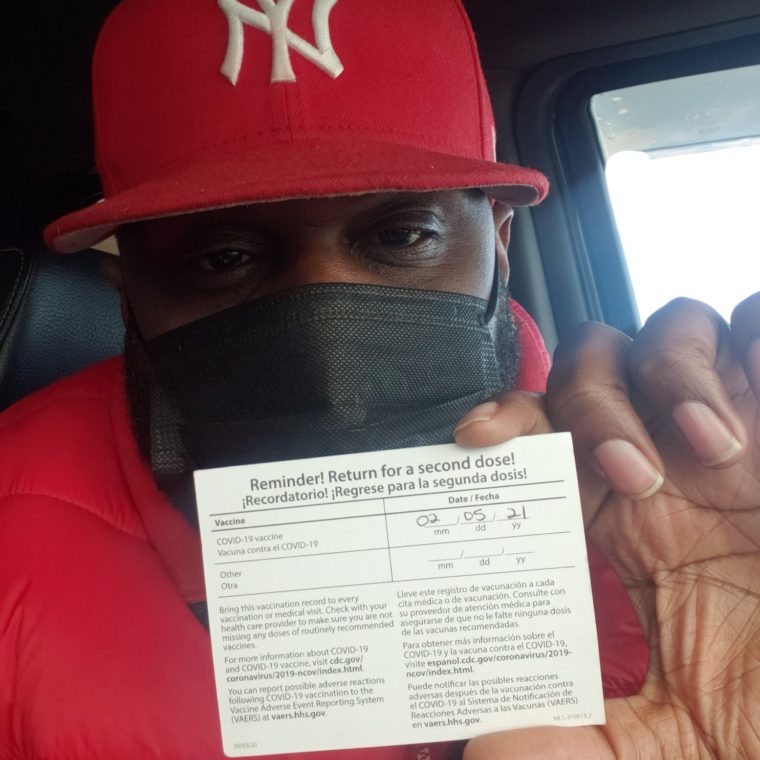 NY
Reminder! Return for a second dose!
¡Recordatorio! ¡Regrese para la segunda dosis!
Vaccine
Date / Fecha
COVID-19 vaccine
Vacuna contra el COVID-19
02 / 05 / 21
mm dd yy
Other
Otra
/ /
mm dd yy
Bring this vaccination record to every
vaccination or medical visit. Check with your
health care provider to make sure you are not
missing any doses of routinely recommended
vaccines.
For more information about COVID-19
and COVID-19 vaccine, visit cdc.gov/
coronavirus/2019-ncov/index.html.
You can report possible adverse reactions
following COVID-19 vaccination to the
Vaccine Adverse Event Reporting System
(VAERS) at vaers.hhs.gov.
09/03/20
Lleve este registro de vacunación a cada
cita médica o de vacunación. Consulte con
su proveedor de atención médica para
asegurarse de que no le falte ninguna dosis
de las vacunas recomendadas.
Para obtener más información sobre el
COVID-19 y la vacuna contra el COVID-19,
visite espanol.cdc.gov/coronavirus/2019-
ncov/index.html.
Puede notificar las posibles reacciones
adversas después de la vacunación contra
el COVID-19 al Sistema de Notificación de
Reacciones Adversas a las Vacunas (VAERS)
en vaers.hhs.gov.